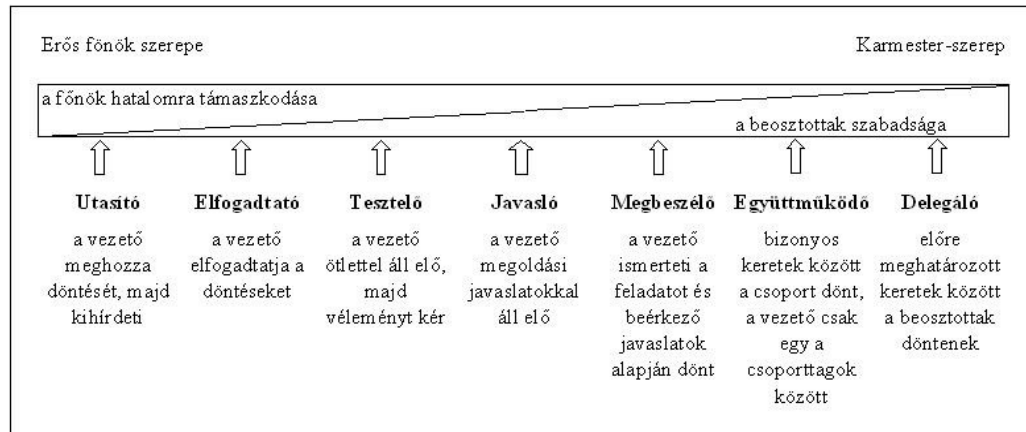 Erős fönök szerepe
Karmester-szerep
a főnök hatalomra támaszkodása
a beosztottak szabadsága
Utasító
a vezető
meghozza
döntését, majd
kihírdeti
Elfogadtató
a vezető
elfogadtatja a
döntéseket
Tesztelő
a vezető
ötlettel áll elő,
majd
véleményt kér
Javasló
a vezető
megoldási
javaslatokkal
áll elő
Megbeszélő
a vezető
ismerteti a
feladatot és
beérkező
javaslatok
alapján dönt
Együttműködő
bizonyos
keretek között
a csoport dönt,
a vezető csak
egy a
csoporttagok
között
Delegáló
előre
meghatározott
keretek között
a beosztottak
döntenek